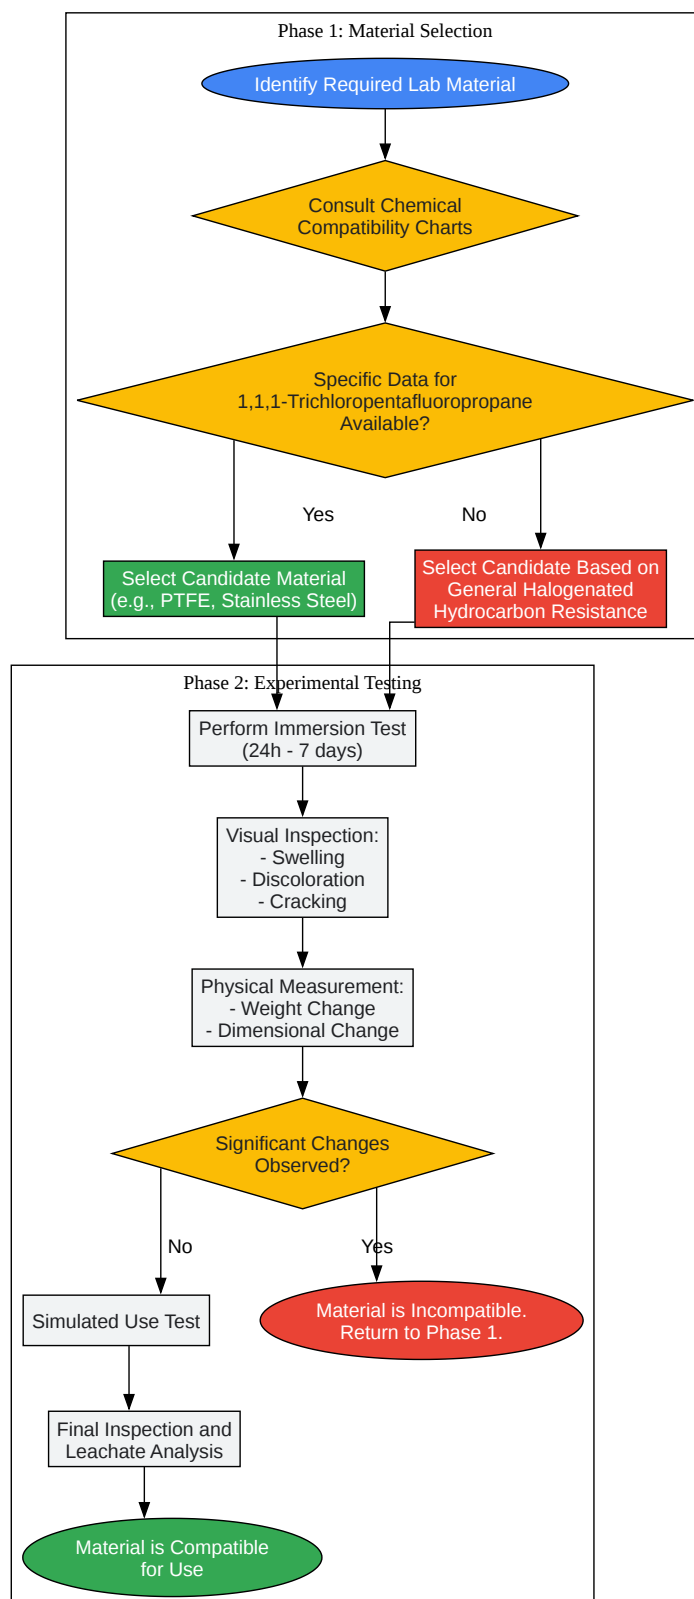 Phase 1: Material Selection
Identify Required Lab Material
Consult Chemical
Compatibility Charts
Specific Data for
1,1,1-Trichloropentafluoropropane
Available?
Yes
No
Select Candidate Material
(e.g., PTFE, Stainless Steel)
Select Candidate Based on
General Halogenated
Hydrocarbon Resistance
Phase 2: Experimental Testing
Perform Immersion Test
(24h - 7 days)
Visual Inspection:
- Swelling
- Discoloration
- Cracking
Physical Measurement:
- Weight Change
- Dimensional Change
Significant Changes
Observed?
No
Yes
Simulated Use Test
Material is Incompatible.
Return to Phase 1.
Final Inspection and
Leachate Analysis
Material is Compatible
for Use